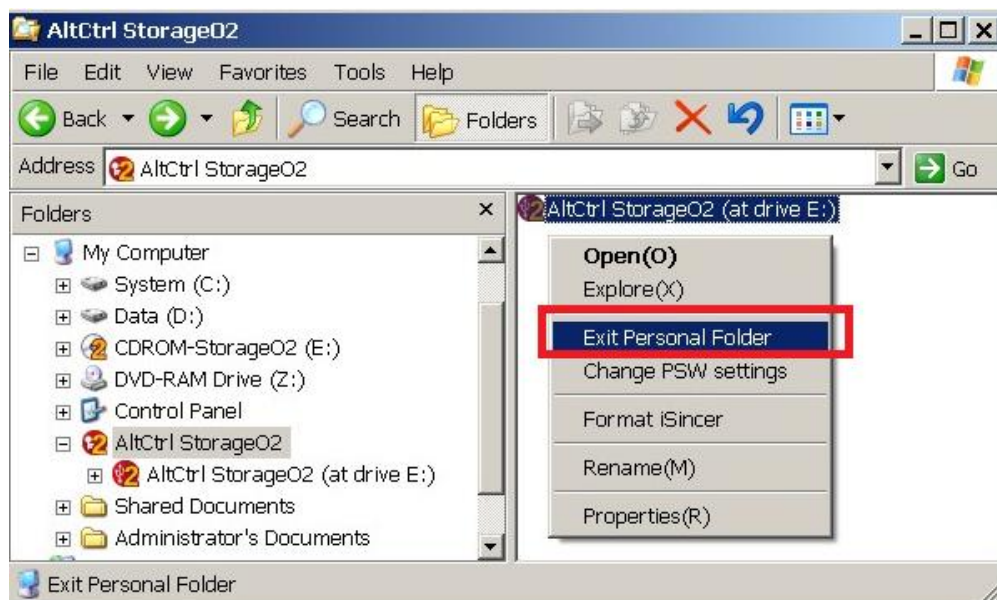 AltCtrl StorageO2
File Edit View Favorites Tools Help
Back Search Folders
Address AltCtrl StorageO2 Go
Folders
My Computer
System (C:)
Data (D:)
CDROM-StorageO2 (E:)
DVD-RAM Drive (Z:)
Control Panel
AltCtrl StorageO2
AltCtrl StorageO2 (at drive E:)
Shared Documents
Administrator's Documents
AltCtrl StorageO2 (at drive E:)
Open(O)
Explore(X)
Exit Personal Folder
Change PSW settings
Format iSincer
Rename(M)
Properties(R)
Exit Personal Folder